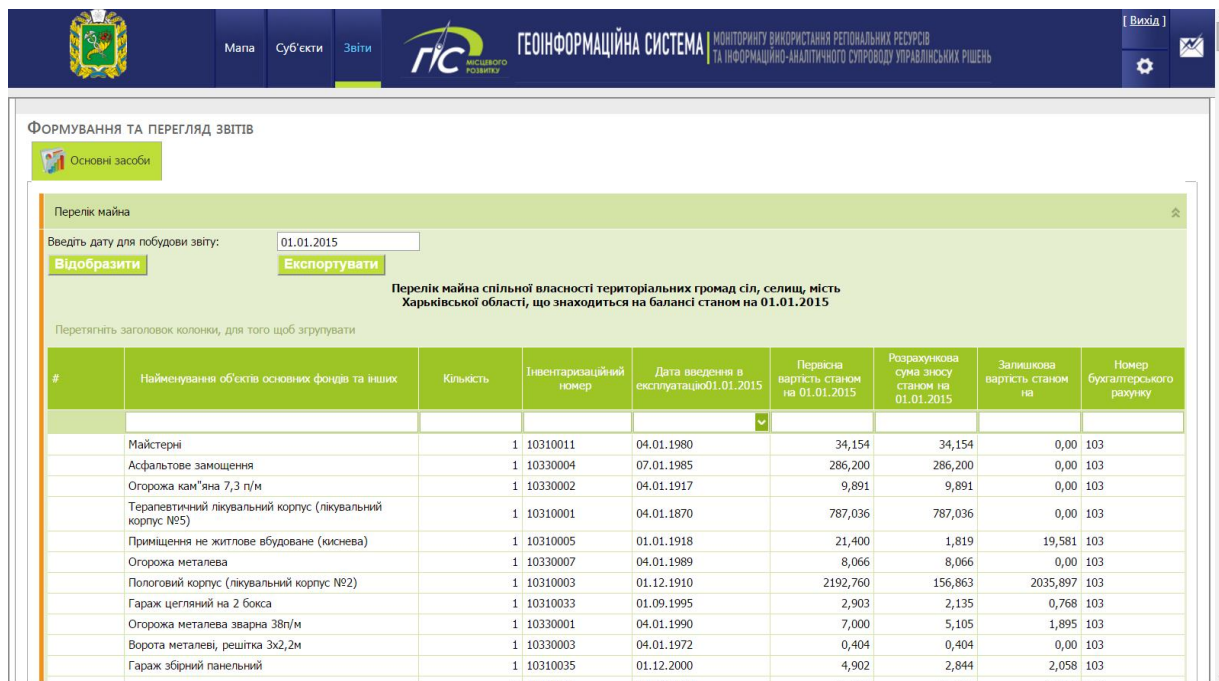 [ Вихід ]
Мапа Суб'єкти Звіти
ГІС МІСЦЕВОГО РОЗВИТКУ
ГЕОІНФОРМАЦІЙНА СИСТЕМА
МОНІТОРИНГУ ВИКОРИСТАННЯ РЕГІОНАЛЬНИХ РЕСУРСІВ
ТА ІНФОРМАЦІЙНО-АНАЛІТИЧНОГО СУПРОВОДУ УПРАВЛІНСЬКИХ РІШЕНЬ
Формування та перегляд звітів
Основні засоби
Перелік майна
Введіть дату для побудови звіту: 01.01.2015
Відобразити Експортувати
Перелік майна спільної власності територіальних громад сіл, селищ, мість
Харьківської області, що знаходиться на балансі станом на 01.01.2015
Перетягніть заголовок колонки, для того щоб згрупувати
# Найменування об'єктів основних фондів та інших Кількість Інвентаризаційний номер Дата введення в експлуатацію01.01.2015 Первісна вартість станом на 01.01.2015 Розрахункова сума зносу станом на 01.01.2015 Залишкова вартість станом на Номер бухгалтерського рахунку
Майстерні 1 10310011 04.01.1980 34,154 34,154 0,00 103
Асфальтове замощення 1 10330004 07.01.1985 286,200 286,200 0,00 103
Огорожа кам"яна 7,3 п/м 1 10330002 04.01.1917 9,891 9,891 0,00 103
Терапевтичний лікувальний корпус (лікувальний корпус №5) 1 10310001 04.01.1870 787,036 787,036 0,00 103
Приміщення не житлове вбудоване (киснева) 1 10310005 01.01.1918 21,400 1,819 19,581 103
Огорожа металева 1 10330007 04.01.1989 8,066 8,066 0,00 103
Пологовий корпус (лікувальний корпус №2) 1 10310003 01.12.1910 2192,760 156,863 2035,897 103
Гараж цегляний на 2 бокса 1 10310033 01.09.1995 2,903 2,135 0,768 103
Огорожа металева зварна 38п/м 1 10330001 04.01.1990 7,000 5,105 1,895 103
Ворота металеві, решітка 3х2,2м 1 10330003 04.01.1972 0,404 0,404 0,00 103
Гараж збірний панельний 1 10310035 01.12.2000 4,902 2,844 2,058 103